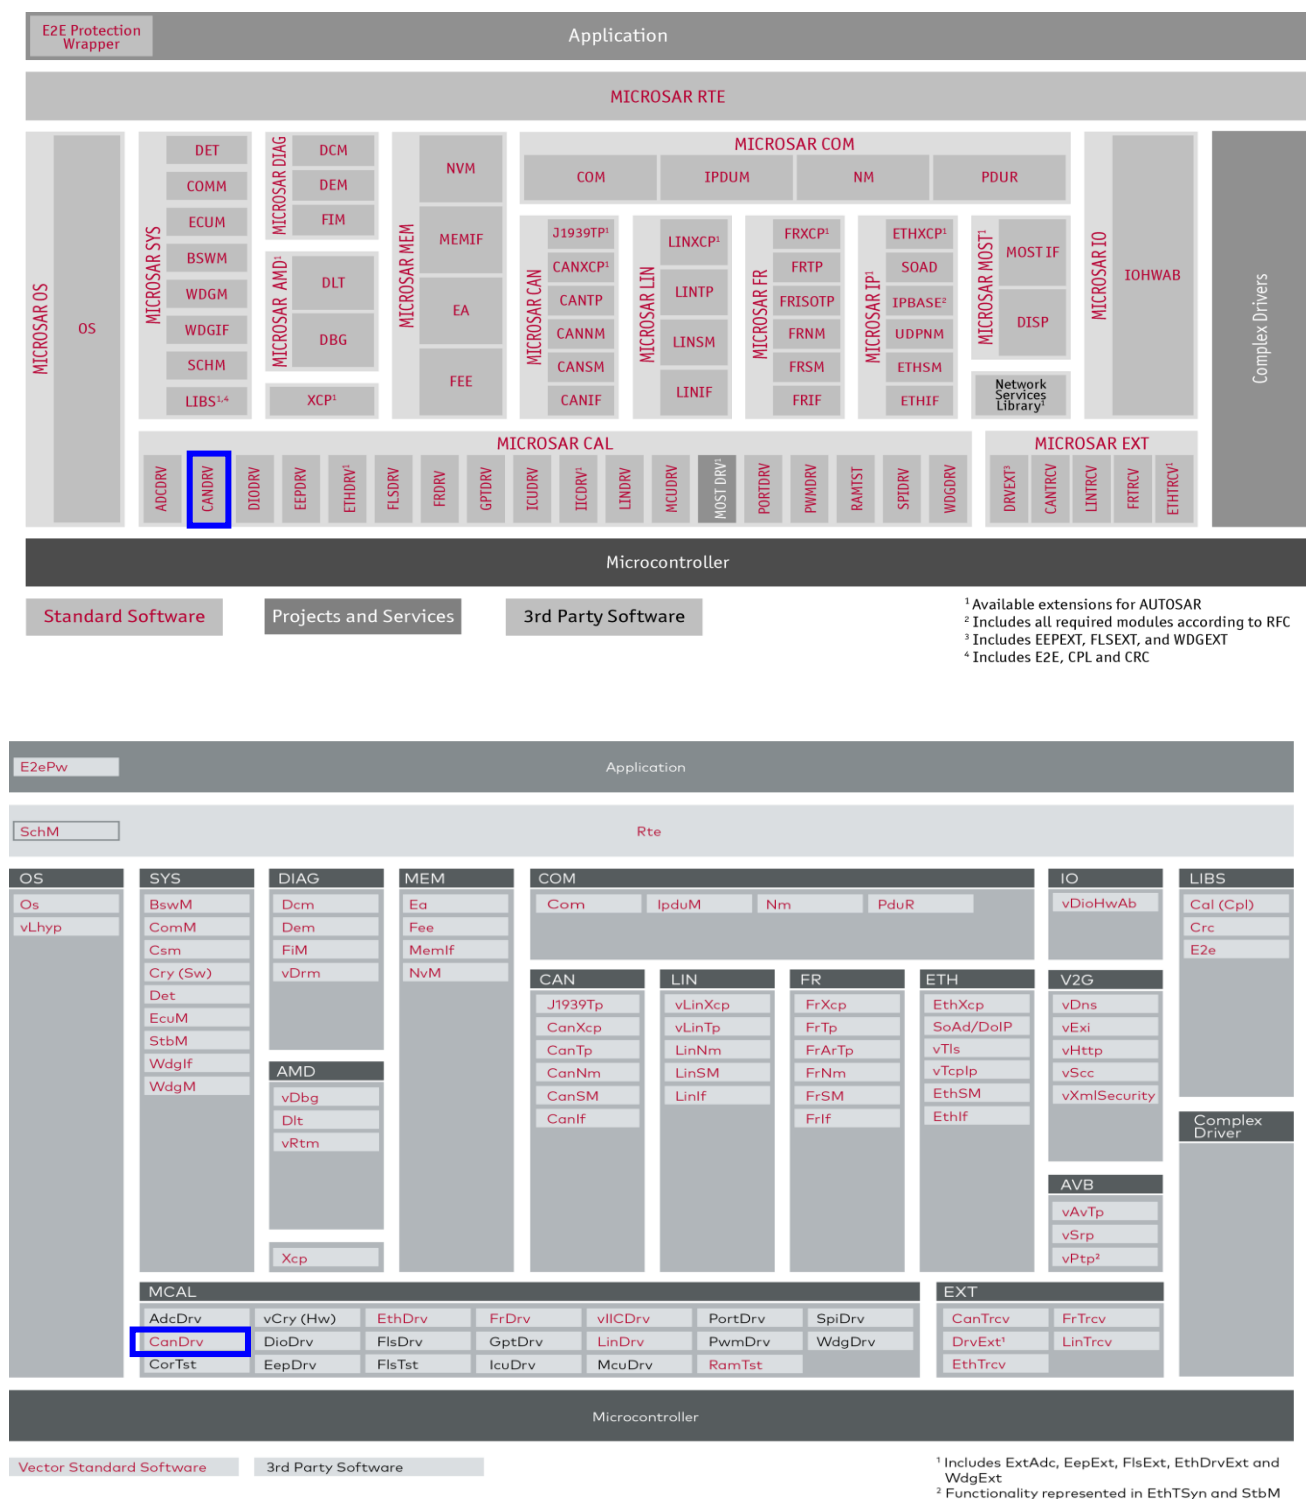 E2E Protection
Wrapper
Application
MICROSAR RTE
MICROSAR OS
OS
MICROSAR SYS
DET
COMM
ECUM
BSWM
WDGM
WDGIF
SCHM
LIBS¹,⁴
MICROSAR DIAG
DCM
DEM
FIM
MICROSAR AMD¹
DLT
DBG
XCP¹
MICROSAR MEM
NVM
MEMIF
EA
FEE
MICROSAR COM
COM
IPDUM
NM
PDUR
MICROSAR CAN
J1939TP¹
CANXCP¹
CANTP
CANNM
CANSM
CANIF
MICROSAR LIN
LINXCP¹
LINTP
LINSM
LINIF
MICROSAR FR
FRXCP¹
FRTP
FRISOTP
FRNM
FRSM
FRIF
MICROSAR IP¹
ETHXCP¹
SOAD
IPBASE²
UDPNM
ETHSM
ETHIF
MICROSAR MOST¹
MOST IF
DISP
Network
Services
Library¹
MICROSAR IO
IOHWAB
Complex Drivers
MICROSAR CAL
ADCDRV
CANDRV
DIODRV
EEPDRV
ETHDRV¹
FLSDRV
FRDRV
GPTDRV
ICUDRV
IICDRV¹
LINDRV
MCUDRV
MOST DRV¹
PORTDRV
PWMDRV
RAMTST
SPIDRV
WDGDRV
MICROSAR EXT
DRVEXT³
CANTRCV
LINTRCV
FRTRCV
ETHTRCV¹
Microcontroller
Standard Software
Projects and Services
3rd Party Software
¹ Available extensions for AUTOSAR
² Includes all required modules according to RFC
³ Includes EEPEXT, FLSEXT, and WDGEXT
⁴ Includes E2E, CPL and CRC
E2ePw
Application
SchM
Rte
OS
Os
vLhyp
SYS
BswM
ComM
Csm
Cry (Sw)
Det
EcuM
StbM
WdgIf
WdgM
DIAG
Dcm
Dem
FiM
vDrm
AMD
vDbg
Dlt
vRtm
Xcp
MEM
Ea
Fee
MemIf
NvM
COM
Com
IpduM
Nm
PduR
CAN
J1939Tp
CanXcp
CanTp
CanNm
CanSM
CanIf
LIN
vLinXcp
vLinTp
LinNm
LinSM
LinIf
FR
FrXcp
FrTp
FrArTp
FrNm
FrSM
FrIf
ETH
EthXcp
SoAd/DoIP
vTls
vTcpIp
EthSM
EthIf
IO
vDioHwAb
V2G
vDns
vExi
vHttp
vScc
vXmlSecurity
AVB
vAvTp
vSrp
vPtp²
LIBS
Cal (Cpl)
Crc
E2e
Complex
Driver
MCAL
AdcDrv
vCry (Hw)
EthDrv
FrDrv
vIICDrv
PortDrv
SpiDrv
CanDrv
DioDrv
FlsDrv
GptDrv
LinDrv
PwmDrv
WdgDrv
CorTst
EepDrv
FlsTst
IcuDrv
McuDrv
RamTst
EXT
CanTrcv
FrTrcv
DrvExt¹
LinTrcv
EthTrcv
Microcontroller
Vector Standard Software
3rd Party Software
¹ Includes ExtAdc, EepExt, FlsExt, EthDrvExt and
WdgExt
² Functionality represented in EthTSyn and StbM